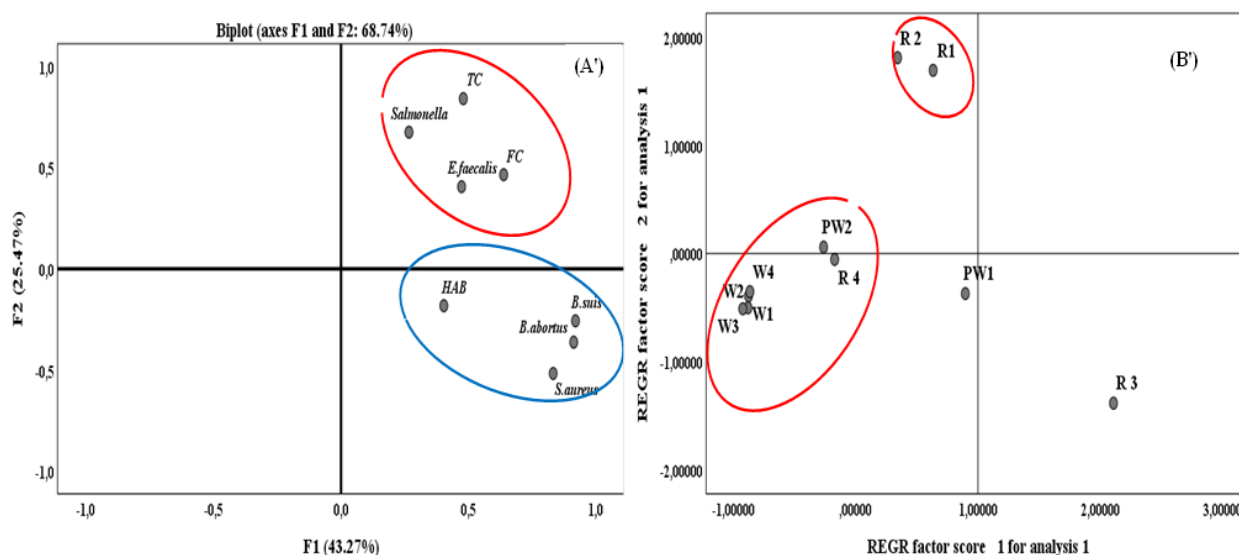 Biplot (axes F1 and F2: 68.74%)
(A')
1,0
0,5
0,0
-0,5
-1,0
F2 (25.47%)
TC
Salmonella
FC
E.faecalis
HAB
B.suis
B.abortus
S.aureus
-1,0 -0,5 0,0 0,5 1,0
F1 (43.27%)
(B')
2,00000
1,00000
,00000
-1,00000
-2,00000
REGR factor score 2 for analysis 1
R 2
R1
PW2
R 4
W4
W2
W3
W1
PW1
R 3
-1,00000 ,00000 1,00000 2,00000 3,00000
REGR factor score 1 for analysis 1